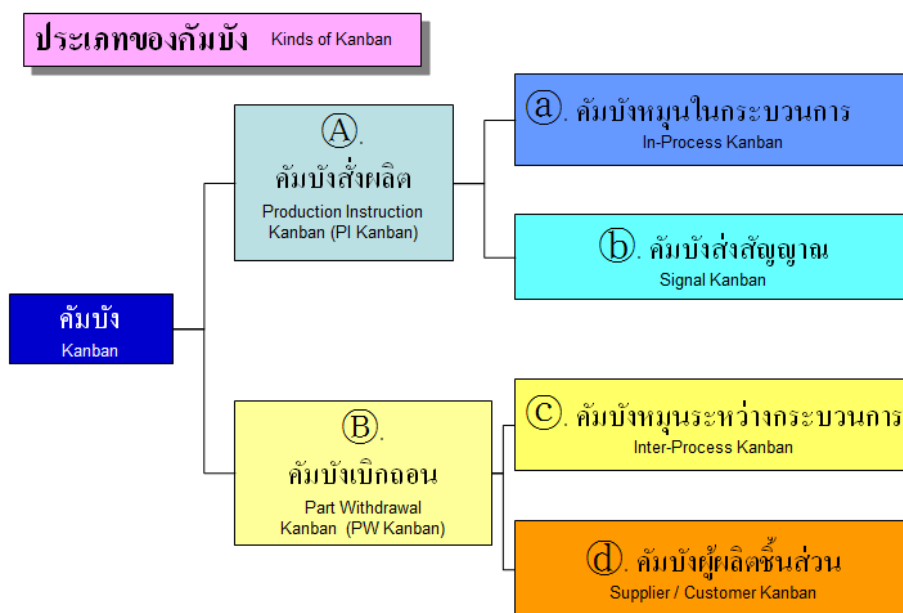 ประเภทของคัมบัง Kinds of Kanban
คัมบัง
Kanban
Ⓐ.
คัมบังสั่งผลิต
Production Instruction
Kanban (PI Kanban)
ⓐ. คัมบังหมุนในกระบวนการ
In-Process Kanban
ⓑ. คัมบังส่งสัญญาณ
Signal Kanban
Ⓑ.
คัมบังเบิกถอน
Part Withdrawal
Kanban (PW Kanban)
ⓒ. คัมบังหมุนระหว่างกระบวนการ
Inter-Process Kanban
ⓓ. คัมบังผู้ผลิตชิ้นส่วน
Supplier / Customer Kanban